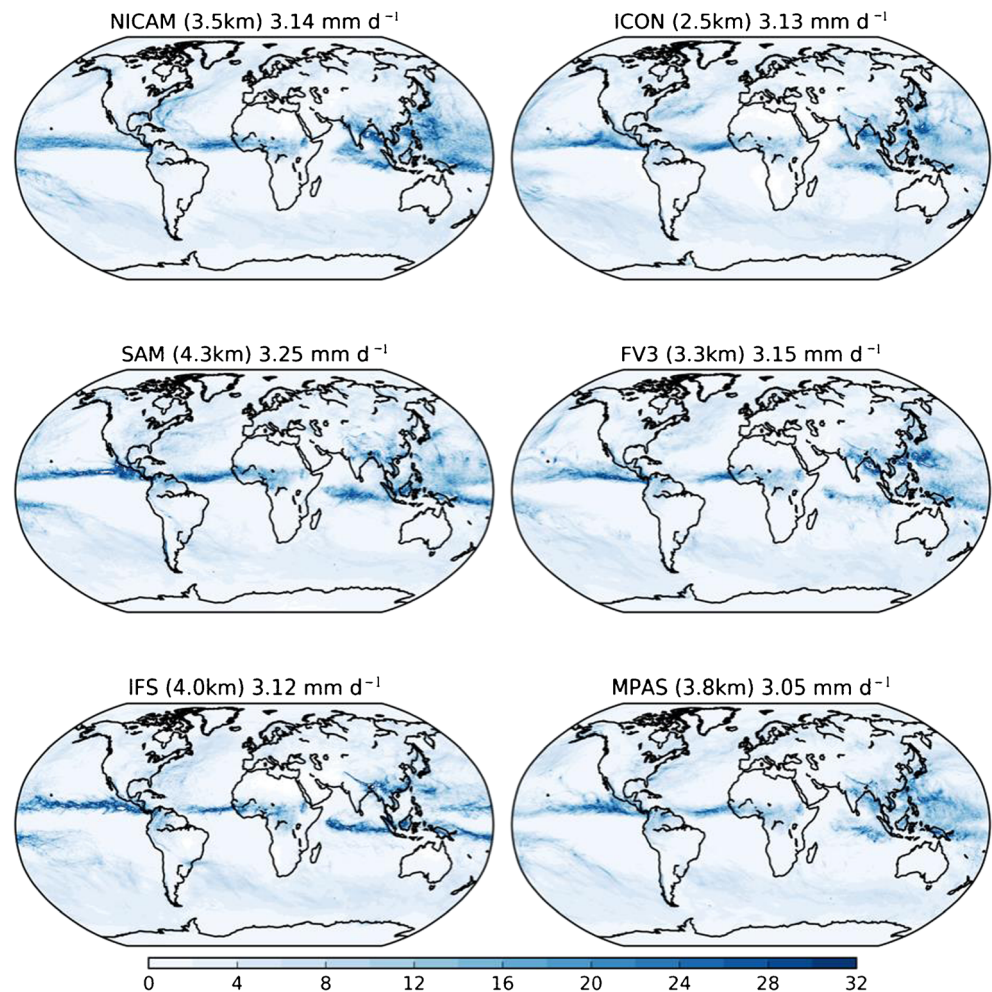 NICAM (3.5km) 3.14 mm d⁻¹
ICON (2.5km) 3.13 mm d⁻¹
SAM (4.3km) 3.25 mm d⁻¹
FV3 (3.3km) 3.15 mm d⁻¹
IFS (4.0km) 3.12 mm d⁻¹
MPAS (3.8km) 3.05 mm d⁻¹
0 4 8 12 16 20 24 28 32